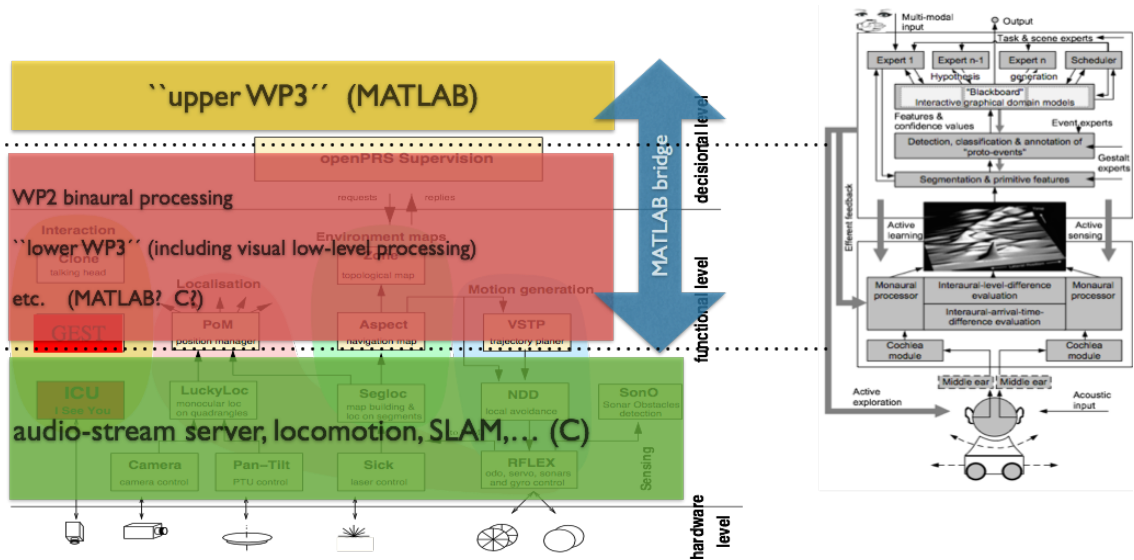 ``upper WP3´´ (MATLAB)
openPRS Supervision
WP2 binaural processing
requests
replies
Interaction
Environment maps
``lower WP3´´ (including visual low-level processing)
Clone
talking head
Zone
topological map
Localisation
etc. (MATLAB?_C?)
Motion generation
GEST
PoM
position manager
Aspect
navigation map
VSTP
trajectory planer
ICU
I See You
LuckyLoc
monocular loc
on quadrangles
Segloc
map building &
loc on segments
NDD
local avoidance
SonO
Sonar Obstacles
detection
audio-stream server, locomotion, SLAM,... (C)
Camera
camera control
Pan-Tilt
PTU control
Sick
laser control
RFLEX
odo, servo, sonars
and gyro control
Sensing
MATLAB bridge
decisional level
functional level
hardware
level
Multi-modal
input
Output
Task & scene experts
Expert 1
Expert n-1
Expert n
Scheduler
Hypothesis
generation
"Blackboard"
Interactive graphical domain models
Features &
confidence values
Event experts
Detection, classification & annotation of
"proto-events"
Gestalt
experts
Segmentation & primitive features
Efferent feedback
Active
learning
Active
sensing
Monaural
processor
Interaural-level-difference
evaluation
Interaural-arrival-time-
difference evaluation
Monaural
processor
Cochlea
module
Cochlea
module
Middle ear
Middle ear
Active
exploration
Acoustic
input